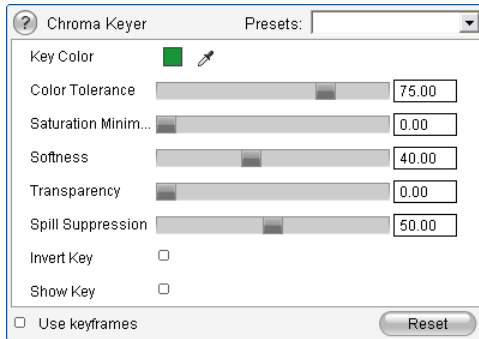 ? Chroma Keyer Presets:
Key Color
Color Tolerance 75.00
Saturation Minim... 0.00
Softness 40.00
Transparency 0.00
Spill Suppression 50.00
Invert Key
Show Key
Use keyframes Reset